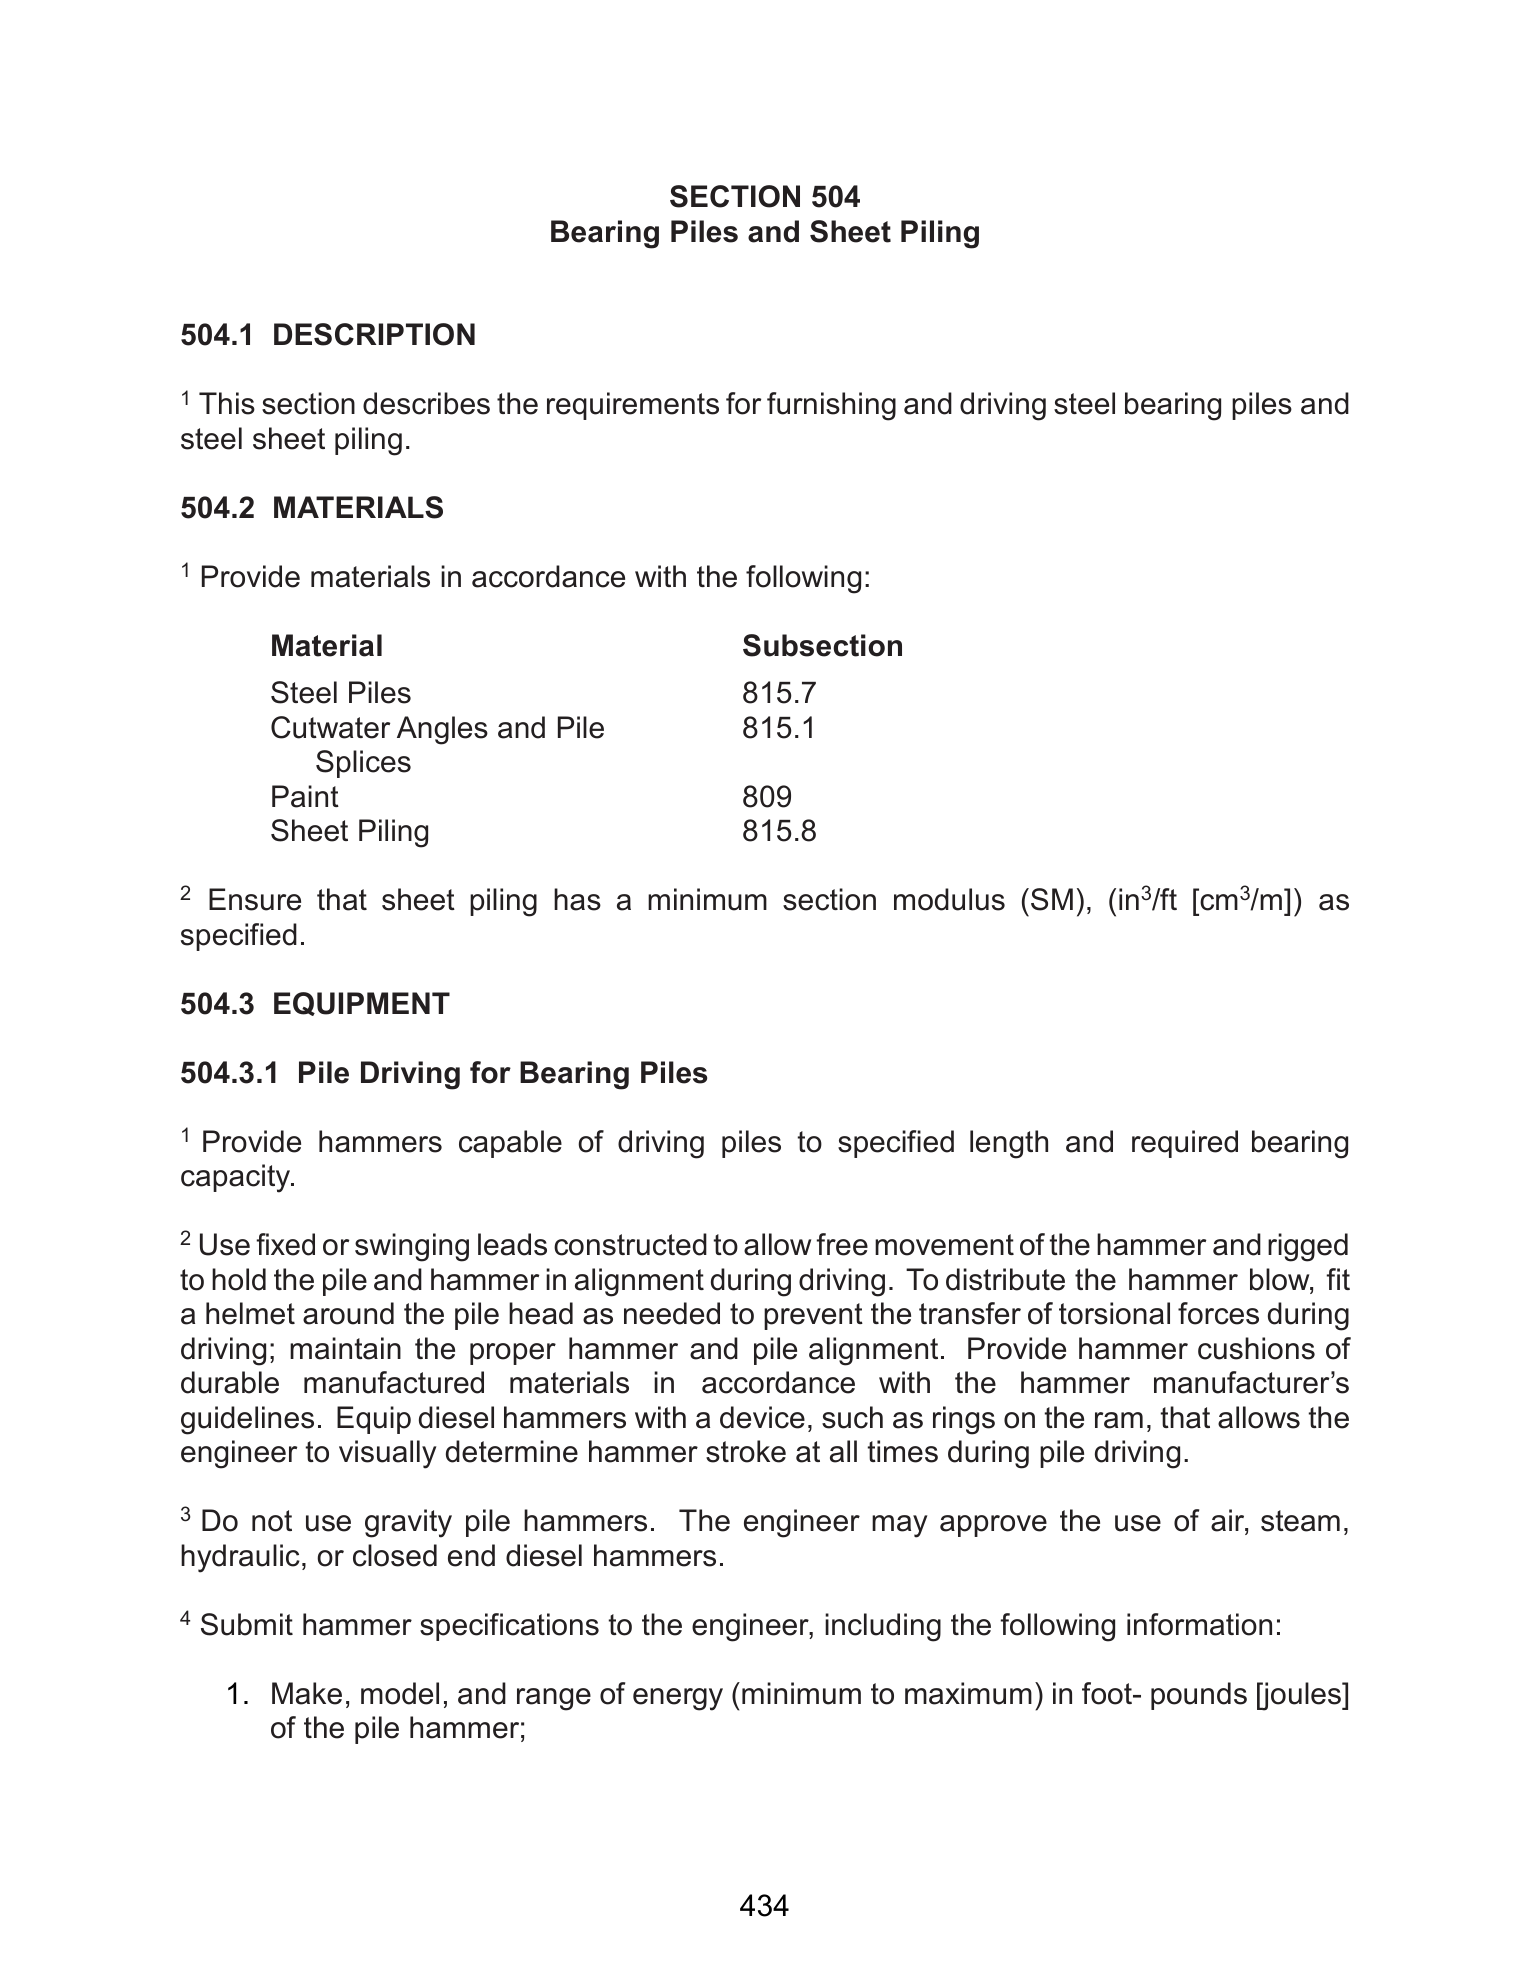 SECTION 504
Bearing Piles and Sheet Piling
504.1 DESCRIPTION
1 This section describes the requirements for furnishing and driving steel bearing piles and
steel sheet piling.
504.2 MATERIALS
1 Provide materials in accordance with the following:
Material Subsection
Steel Piles 815.7
Cutwater Angles and Pile 815.1
Splices
Paint 809
Sheet Piling 815.8
2 Ensure that sheet piling has a minimum section modulus (SM), (in3/ft [cm3/m]) as
specified.
504.3 EQUIPMENT
504.3.1 Pile Driving for Bearing Piles
1 Provide hammers capable of driving piles to specified length and required bearing
capacity.
2 Use fixed or swinging leads constructed to allow free movement of the hammer and rigged
to hold the pile and hammer in alignment during driving. To distribute the hammer blow, fit
a helmet around the pile head as needed to prevent the transfer of torsional forces during
driving; maintain the proper hammer and pile alignment. Provide hammer cushions of
durable manufactured materials in accordance with the hammer manufacturer’s
guidelines. Equip diesel hammers with a device, such as rings on the ram, that allows the
engineer to visually determine hammer stroke at all times during pile driving.
3 Do not use gravity pile hammers. The engineer may approve the use of air, steam,
hydraulic, or closed end diesel hammers.
4 Submit hammer specifications to the engineer, including the following information:
1. Make, model, and range of energy (minimum to maximum) in foot- pounds [joules]
of the pile hammer;
434